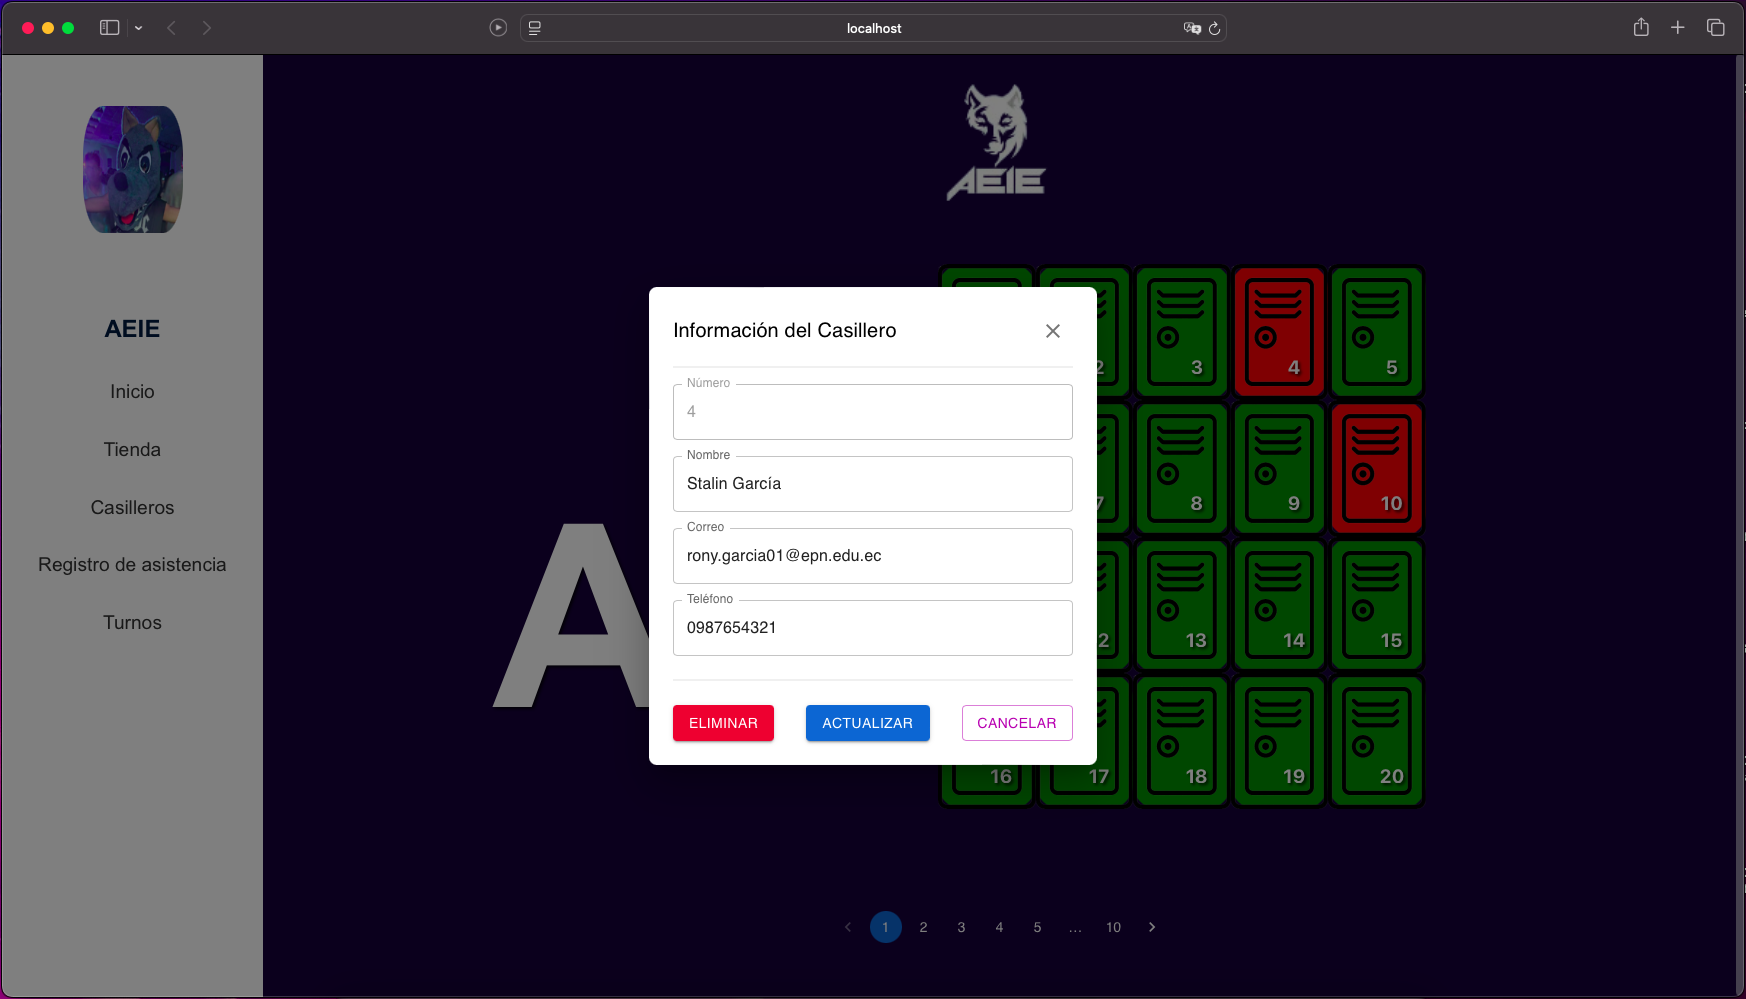 localhost
AEIE
AEIE
Inicio
Tienda
Casilleros
Registro de asistencia
Turnos
A
2
3
4
5
7
8
9
10
2
13
14
15
16
17
18
19
20
Información del Casillero
Número
4
Nombre
Stalin García
Correo
rony.garcia01@epn.edu.ec
Teléfono
0987654321
ELIMINAR
ACTUALIZAR
CANCELAR
1 2 3 4 5 ... 10